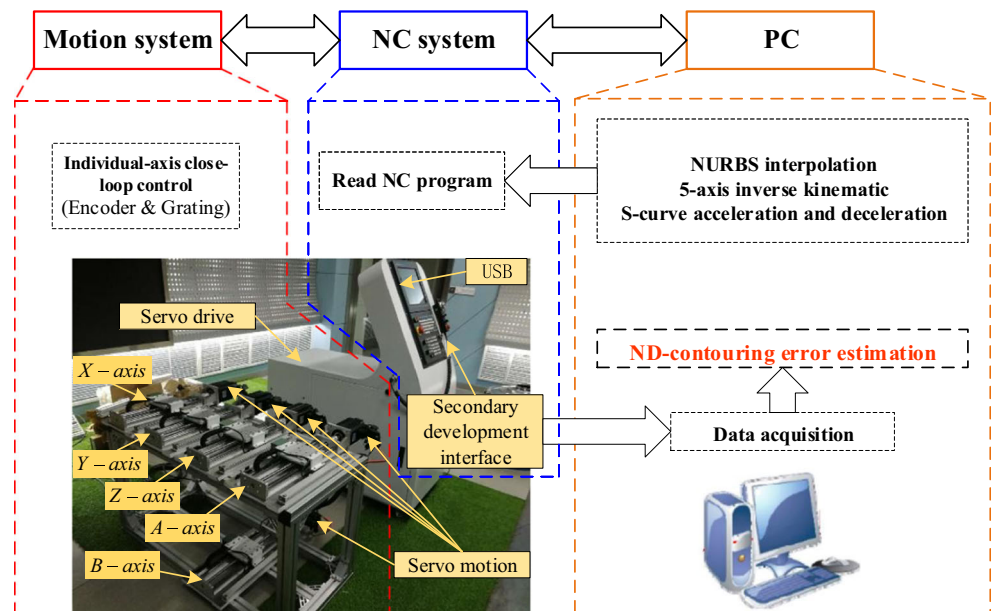 Motion system
NC system
PC
Individual-axis close-
loop control
(Encoder & Grating)
Read NC program
NURBS interpolation
5-axis inverse kinematic
S-curve acceleration and deceleration
USB
Servo drive
X – axis
Y – axis
Z – axis
A – axis
B – axis
Servo motion
Secondary
development
interface
ND-contouring error estimation
Data acquisition